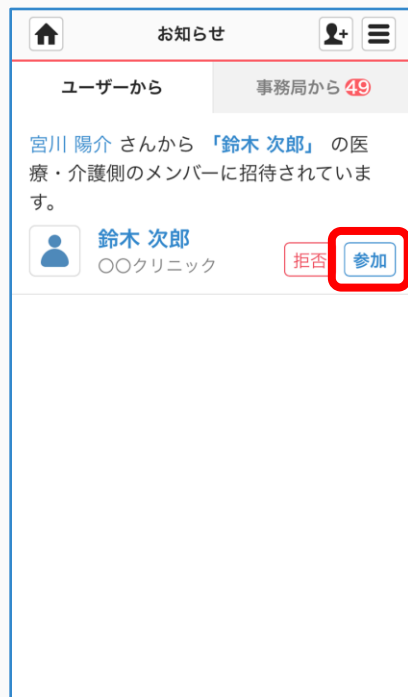 お知らせ
ユーザーから
事務局から 49
宮川 陽介 さんから 「鈴木 次郎」 の医
療・介護側のメンバーに招待されていま
す。
鈴木 次郎
〇〇クリニック
拒否
参加